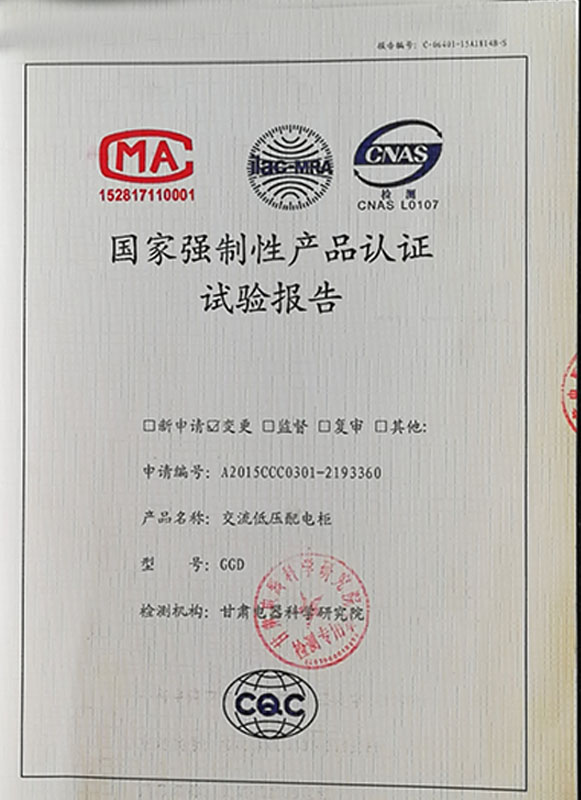 报告编号: C-06401-15A1814B-S
CMA
ilac-MRA
CNAS
检 测
152817110001
CNAS L0107
国家强制性产品认证
试验报告
□新申请☑变更 □监督 □复审 □其他:
申请编号: A2015CCC0301-2193360
产品名称: 交流低压配电柜
型 号: GGD
检测机构: 甘肃电器科学研究院
CQC